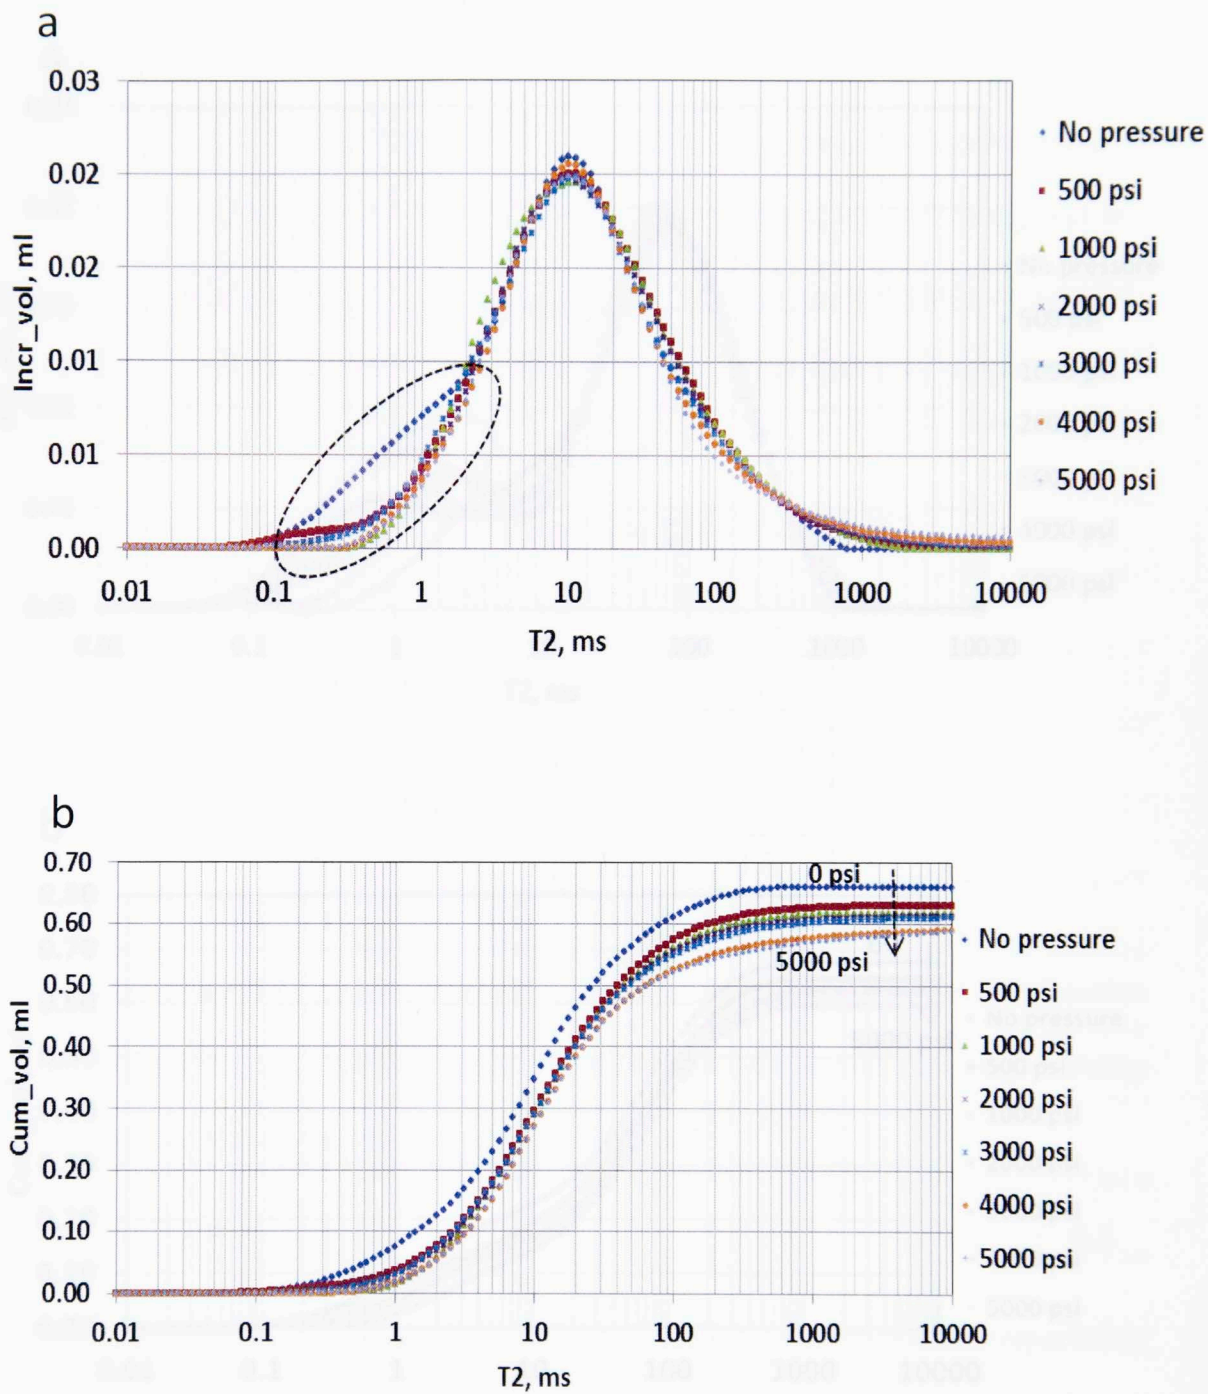 a
0.03
0.02
0.02
0.01
0.01
0.00
Incr_vol, ml
0.01 0.1 1 10 100 1000 10000
T2, ms
No pressure
500 psi
1000 psi
2000 psi
3000 psi
4000 psi
5000 psi
b
0.70
0.60
0.50
0.40
0.30
0.20
0.10
0.00
Cum_vol, ml
0 psi
5000 psi
0.01 0.1 1 10 100 1000 10000
T2, ms
No pressure
500 psi
1000 psi
2000 psi
3000 psi
4000 psi
5000 psi